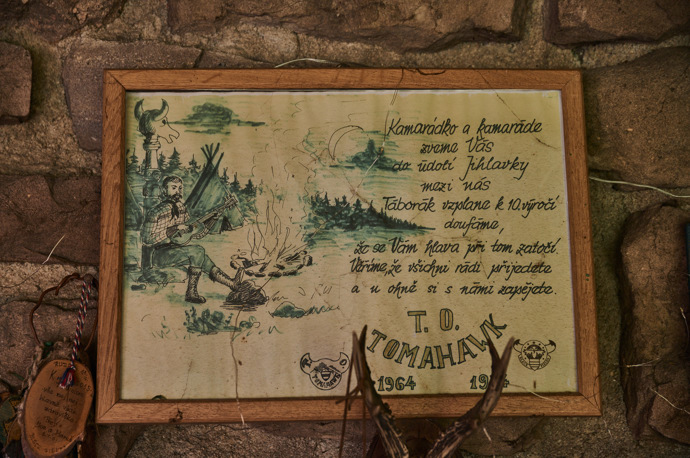 Kamarádko a kamaráde
zveme Vás
do údolí Jihlavky
mezi nás
Táborák vzplane k 10. výročí
doufáme,
že se Vám hlava při tom zatočí.
Věříme, že všichni rádi přijedete
a u ohně si s námi zapějete.
T. O.
TOMAHAWK
1964